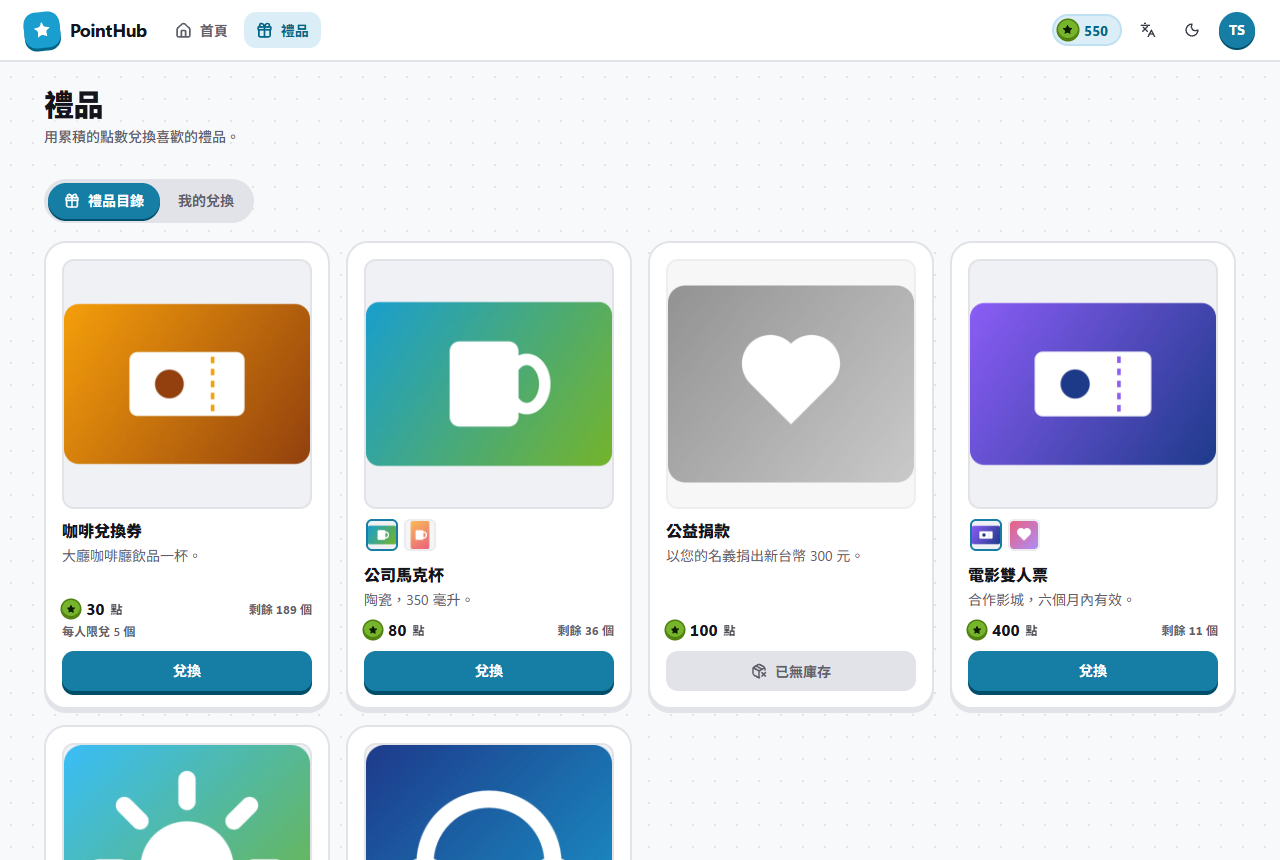 PointHub
首頁
禮品
550
TS
禮品
用累積的點數兌換喜歡的禮品。
禮品目錄
我的兌換
咖啡兌換券
大廳咖啡廳飲品一杯。
30 點
剩餘 189 個
每人限兌 5 個
兌換
公司馬克杯
陶瓷，350 毫升。
80 點
剩餘 36 個
兌換
公益捐款
以您的名義捐出新台幣 300 元。
100 點
已無庫存
電影雙人票
合作影城，六個月內有效。
400 點
剩餘 11 個
兌換